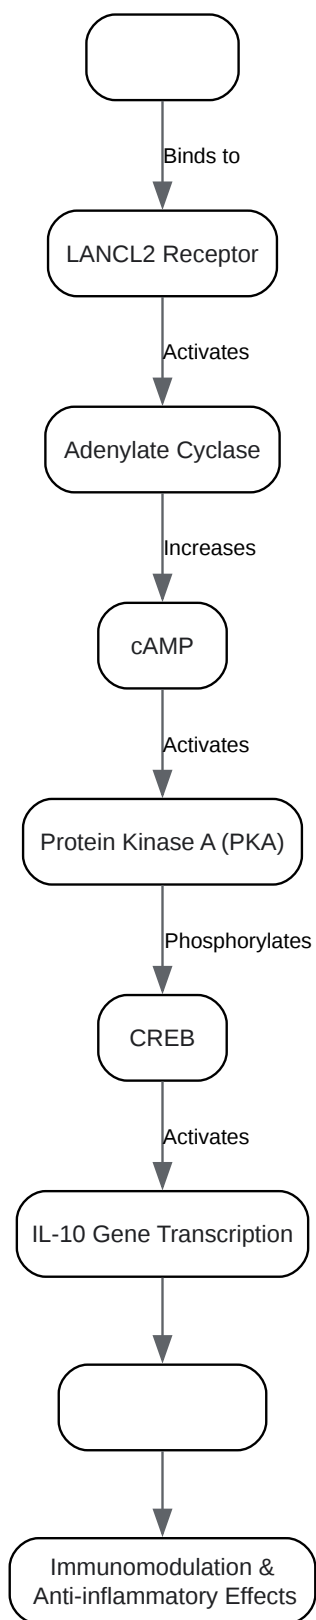 Binds to
LANCL2 Receptor
Activates
Adenylate Cyclase
Increases
cAMP
Activates
Protein Kinase A (PKA)
Phosphorylates
CREB
Activates
IL-10 Gene Transcription
Immunomodulation &
Anti-inflammatory Effects